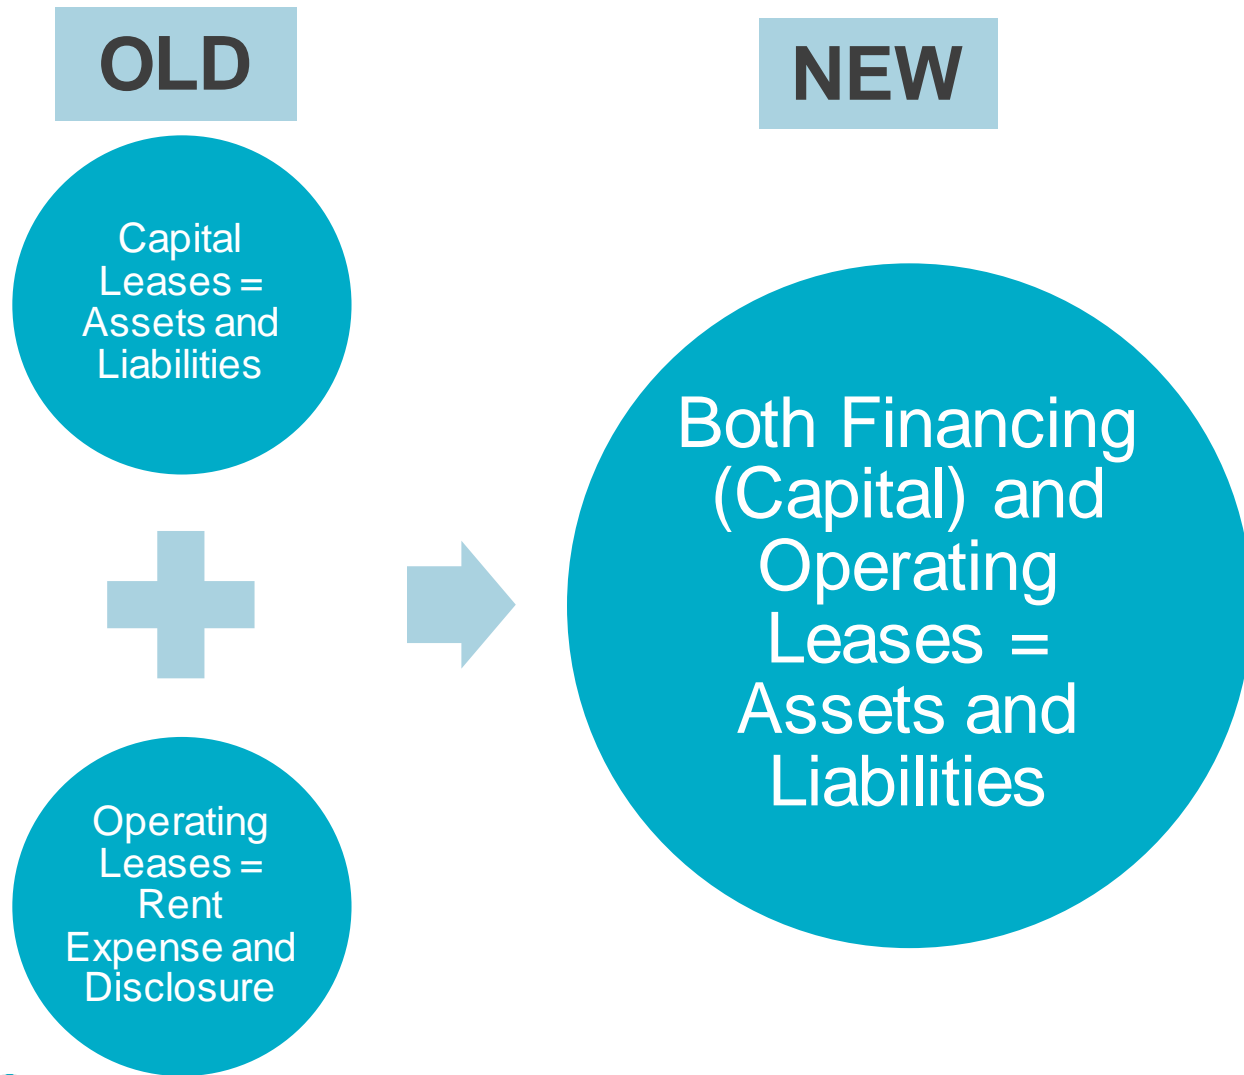 OLD
Capital
Leases =
Assets and
Liabilities
Operating
Leases =
Rent
Expense and
Disclosure
NEW
Both Financing
(Capital) and
Operating
Leases =
Assets and
Liabilities